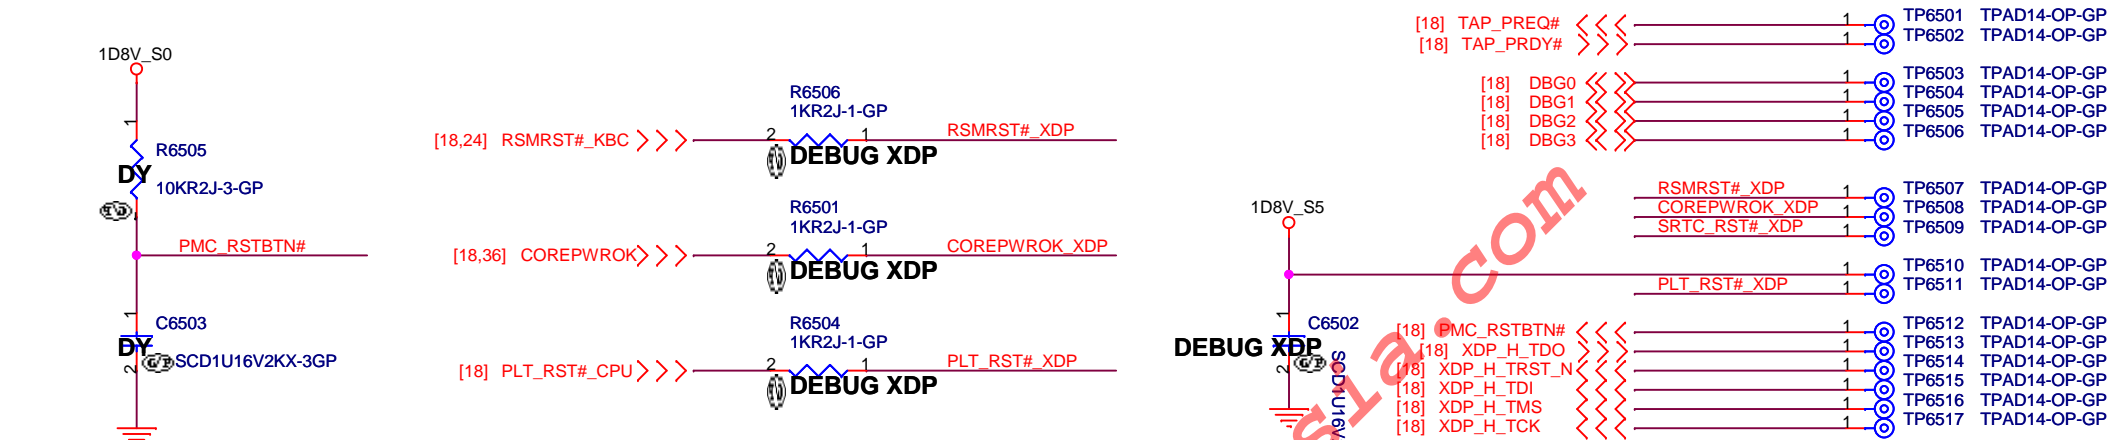 1D8V_S0
1
R6505
DY
10KR2J-3-GP
PMC_RSTBTN#
1
C6503
DY
SCD1U16V2KX-3GP
2
R6506
1KR2J-1-GP
[18,24] RSMRST#_KBC
2
1
RSMRST#_XDP
DEBUG XDP
R6501
1KR2J-1-GP
[18,36] COREPWROK
2
1
COREPWROK_XDP
DEBUG XDP
R6504
1KR2J-1-GP
[18] PLT_RST#_CPU
2
1
PLT_RST#_XDP
DEBUG XDP
[18] TAP_PREQ# 1 TP6501 TPAD14-OP-GP
[18] TAP_PRDY# 1 TP6502 TPAD14-OP-GP
[18] DBG0 1 TP6503 TPAD14-OP-GP
[18] DBG1 1 TP6504 TPAD14-OP-GP
[18] DBG2 1 TP6505 TPAD14-OP-GP
[18] DBG3 1 TP6506 TPAD14-OP-GP
RSMRST#_XDP 1 TP6507 TPAD14-OP-GP
COREPWROK_XDP 1 TP6508 TPAD14-OP-GP
SRTC_RST#_XDP 1 TP6509 TPAD14-OP-GP
1D8V_S5
1 TP6510 TPAD14-OP-GP
PLT_RST#_XDP 1 TP6511 TPAD14-OP-GP
1
C6502
DEBUG XDP
2
SCD1U16V
[18] PMC_RSTBTN# 1 TP6512 TPAD14-OP-GP
[18] XDP_H_TDO 1 TP6513 TPAD14-OP-GP
[18] XDP_H_TRST_N 1 TP6514 TPAD14-OP-GP
[18] XDP_H_TDI 1 TP6515 TPAD14-OP-GP
[18] XDP_H_TMS 1 TP6516 TPAD14-OP-GP
[18] XDP_H_TCK 1 TP6517 TPAD14-OP-GP
sia.com